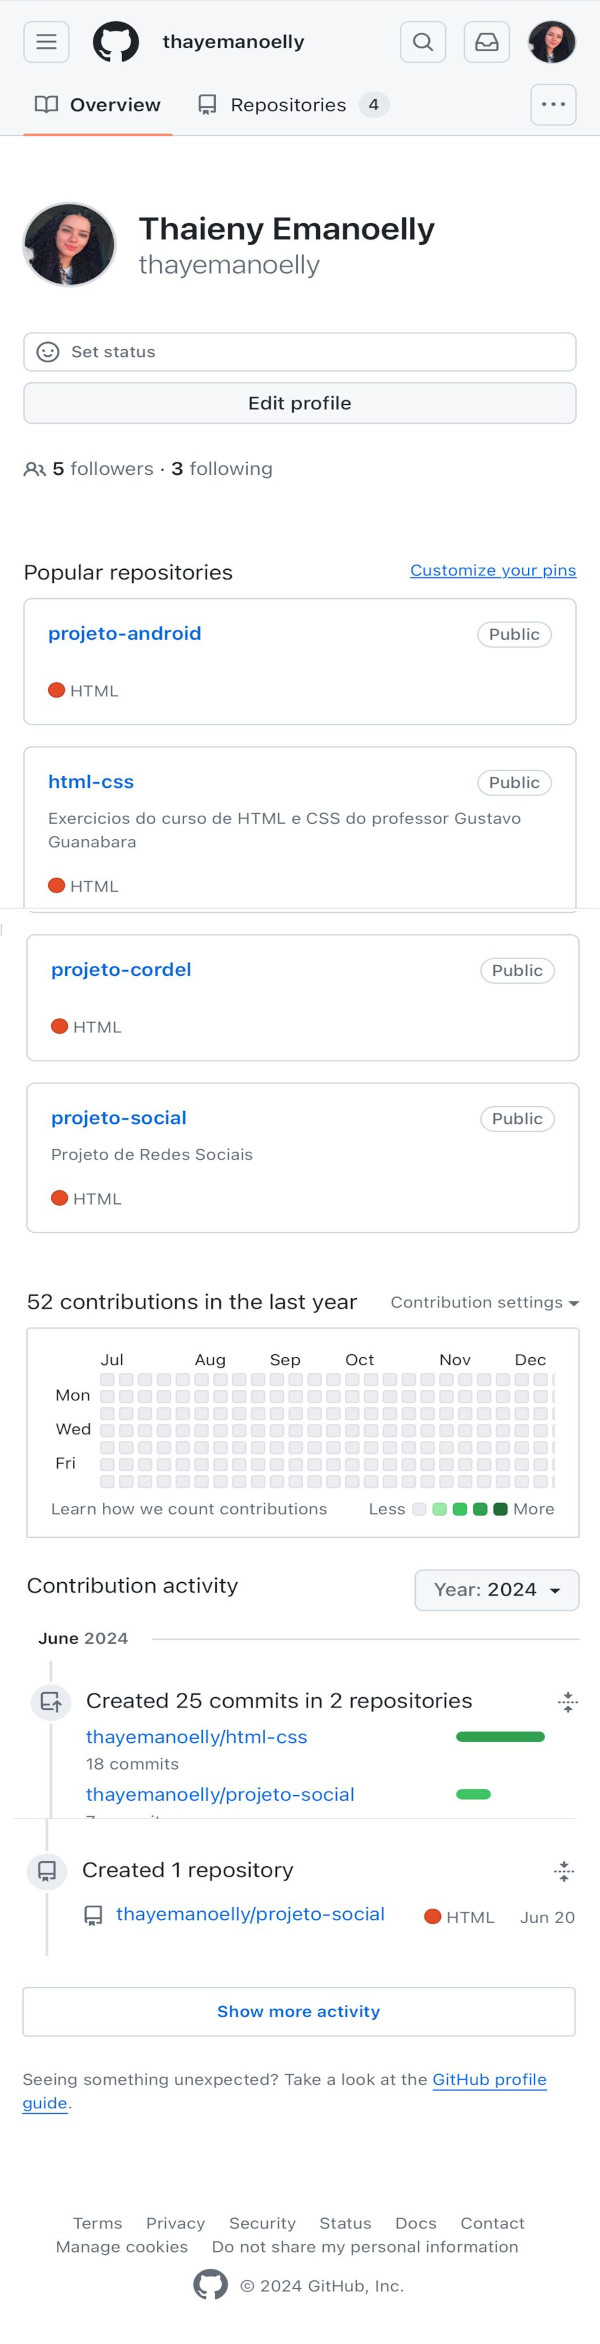 thayemanoelly
Overview Repositories 4
Thaieny Emanoelly
thayemanoelly
Set status
Edit profile
5 followers · 3 following
Popular repositories Customize your pins
projeto-android Public
HTML
html-css Public
Exercicios do curso de HTML e CSS do professor Gustavo
Guanabara
HTML
projeto-cordel Public
HTML
projeto-social Public
Projeto de Redes Sociais
HTML
52 contributions in the last year Contribution settings
Jul Aug Sep Oct Nov Dec
Mon
Wed
Fri
Learn how we count contributions Less More
Contribution activity Year: 2024
June 2024
Created 25 commits in 2 repositories
thayemanoelly/html-css
18 commits
thayemanoelly/projeto-social
Created 1 repository
thayemanoelly/projeto-social HTML Jun 20
Show more activity
Seeing something unexpected? Take a look at the GitHub profile
guide.
Terms Privacy Security Status Docs Contact
Manage cookies Do not share my personal information
© 2024 GitHub, Inc.